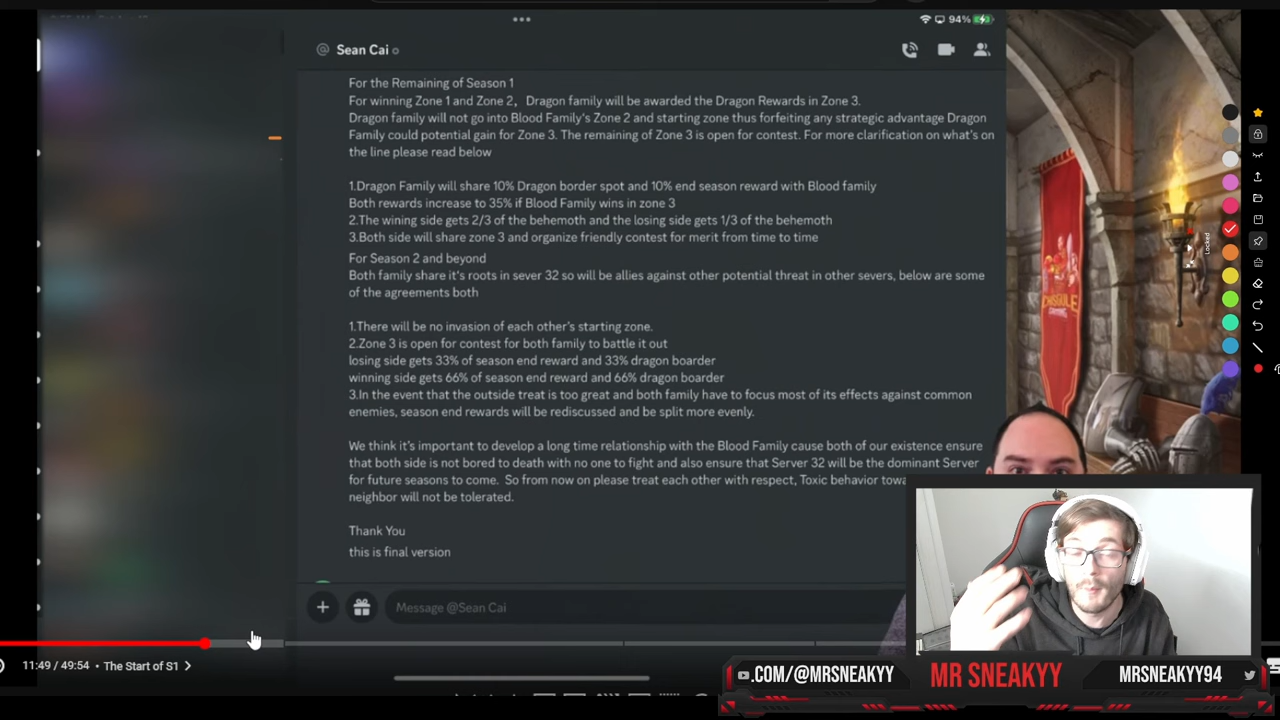 94%
@ Sean Cai
For the Remaining of Season 1
For winning Zone 1 and Zone 2, Dragon family will be awarded the Dragon Rewards in Zone 3.
Dragon family will not go into Blood Family's Zone 2 and starting zone thus forfeiting any strategic advantage Dragon
Family could potential gain for Zone 3. The remaining of Zone 3 is open for contest. For more clarification on what's on
the line please read below
1.Dragon Family will share 10% Dragon border spot and 10% end season reward with Blood family
Both rewards increase to 35% if Blood Family wins in zone 3
2.The wining side gets 2/3 of the behemoth and the losing side gets 1/3 of the behemoth
3.Both side will share zone 3 and organize friendly contest for merit from time to time
For Season 2 and beyond
Both family share it's roots in sever 32 so will be allies against other potential threat in other severs, below are some
of the agreements both
1.There will be no invasion of each other's starting zone.
2.Zone 3 is open for contest for both family to battle it out
losing side gets 33% of season end reward and 33% dragon boarder
winning side gets 66% of season end reward and 66% dragon boarder
3.In the event that the outside treat is too great and both family have to focus most of its effects against common
enemies, season end rewards will be rediscussed and be split more evenly.
We think it's important to develop a long time relationship with the Blood Family cause both of our existence ensure
that both side is not bored to death with no one to fight and also ensure that Server 32 will be the dominant Server
for future seasons to come. So from now on please treat each other with respect, Toxic behavior towa
neighbor will not be tolerated.
Thank You
this is final version
Message @Sean Cai
Locked
11:49 / 49:54 • The Start of S1
.COM/@MRSNEAKYY
MR SNEAKYY
MRSNEAKYY94